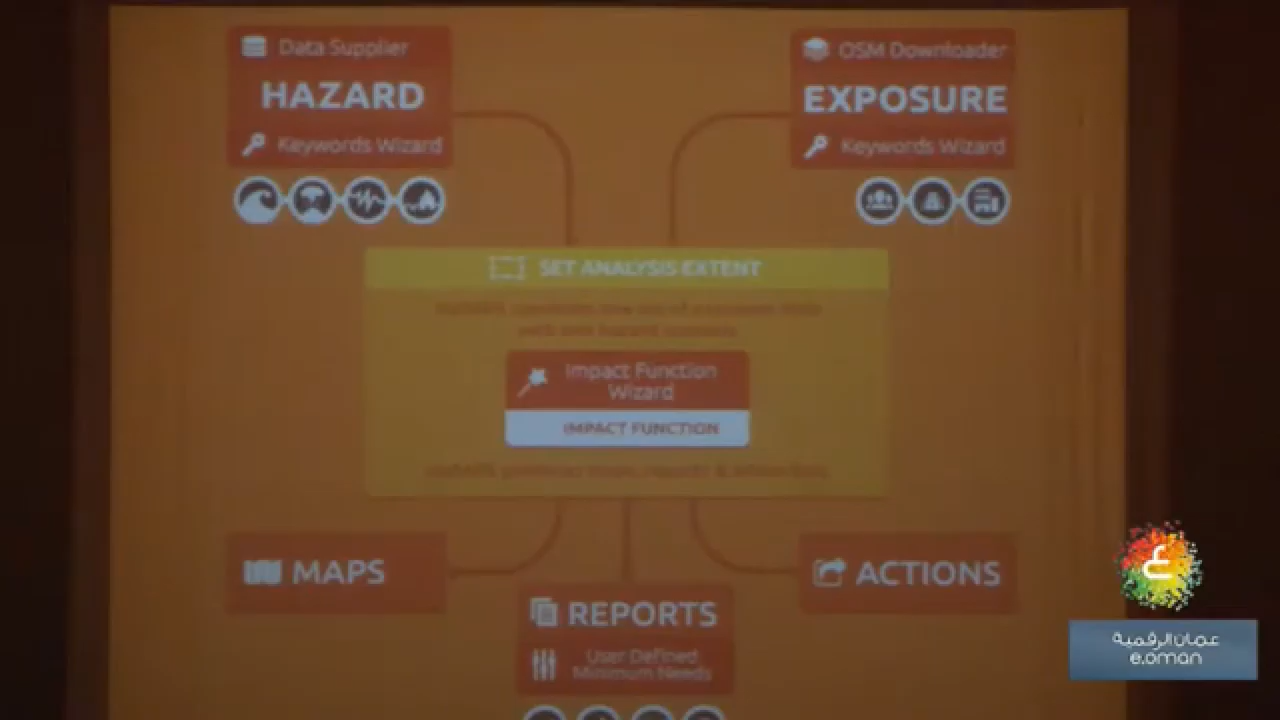 Data Supplier
HAZARD
Keywords Wizard
OSM Downloader
EXPOSURE
Keywords Wizard
SET ANALYSIS EXTENT
Impact Function
Wizard
IMPACT FUNCTION
MAPS
REPORTS
User Defined
Minimum Needs
ACTIONS
ع
عمان الرقمية
e.oman